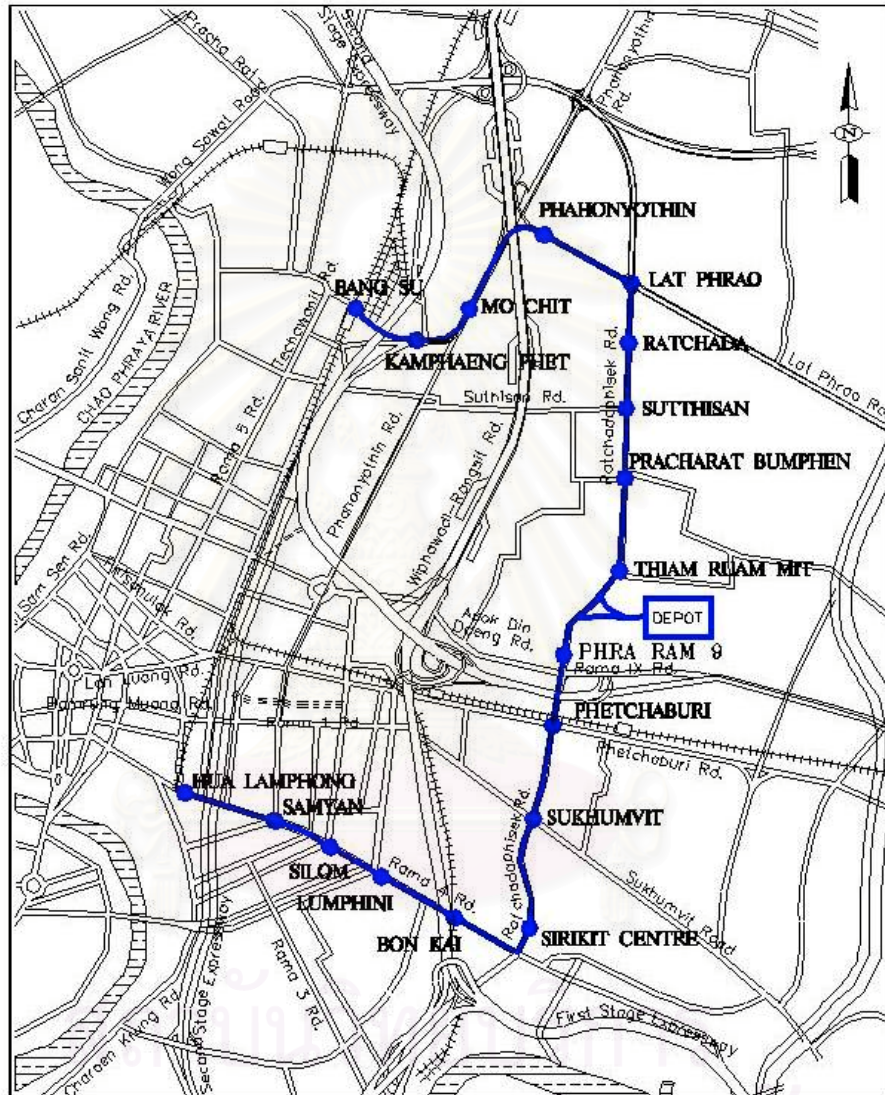 Pracha Rat 1
Second
Stage Expressway
Phahonyothin
Rd.
Wong Sawat Road
PHAHONYOTHIN
LAT PHRAO
Techawanit Rd.
BANG SU
MO CHIT
Charan Sanit Wong Rd.
CHAO PHRAYA RIVER
KAMPHAENG PHET
RATCHADA
Ratchadaphisek Rd.
Lat Phrao Rd.
Suthisan Rd.
SUTTHISAN
Rama 5 Rd.
Phahonyothin Rd.
Wiphawadi-Rangsit Rd.
PRACHARAT BUMPHEN
Sam Sen Rd.
THIAM RUAM MIT
DEPOT
Asok Din
Daeng Rd.
PHRA RAM 9
Rama IX Rd.
Lan Luang Rd.
Bamrung Muang Rd.
Rama 1 Rd.
PHETCHABURI
Phetchaburi Rd.
HUA LAMPHONG
SAMYAN
SUKHUMVIT
Ratchadaphisek Rd.
SILOM
LUMPHINI
Rama 4 Rd.
Sukhumvit Road
BON KAI
SIRIKIT CENTRE
Rama 3 Rd.
Second Stage Expressway
Charoen Krung Rd.
First Stage Expressway